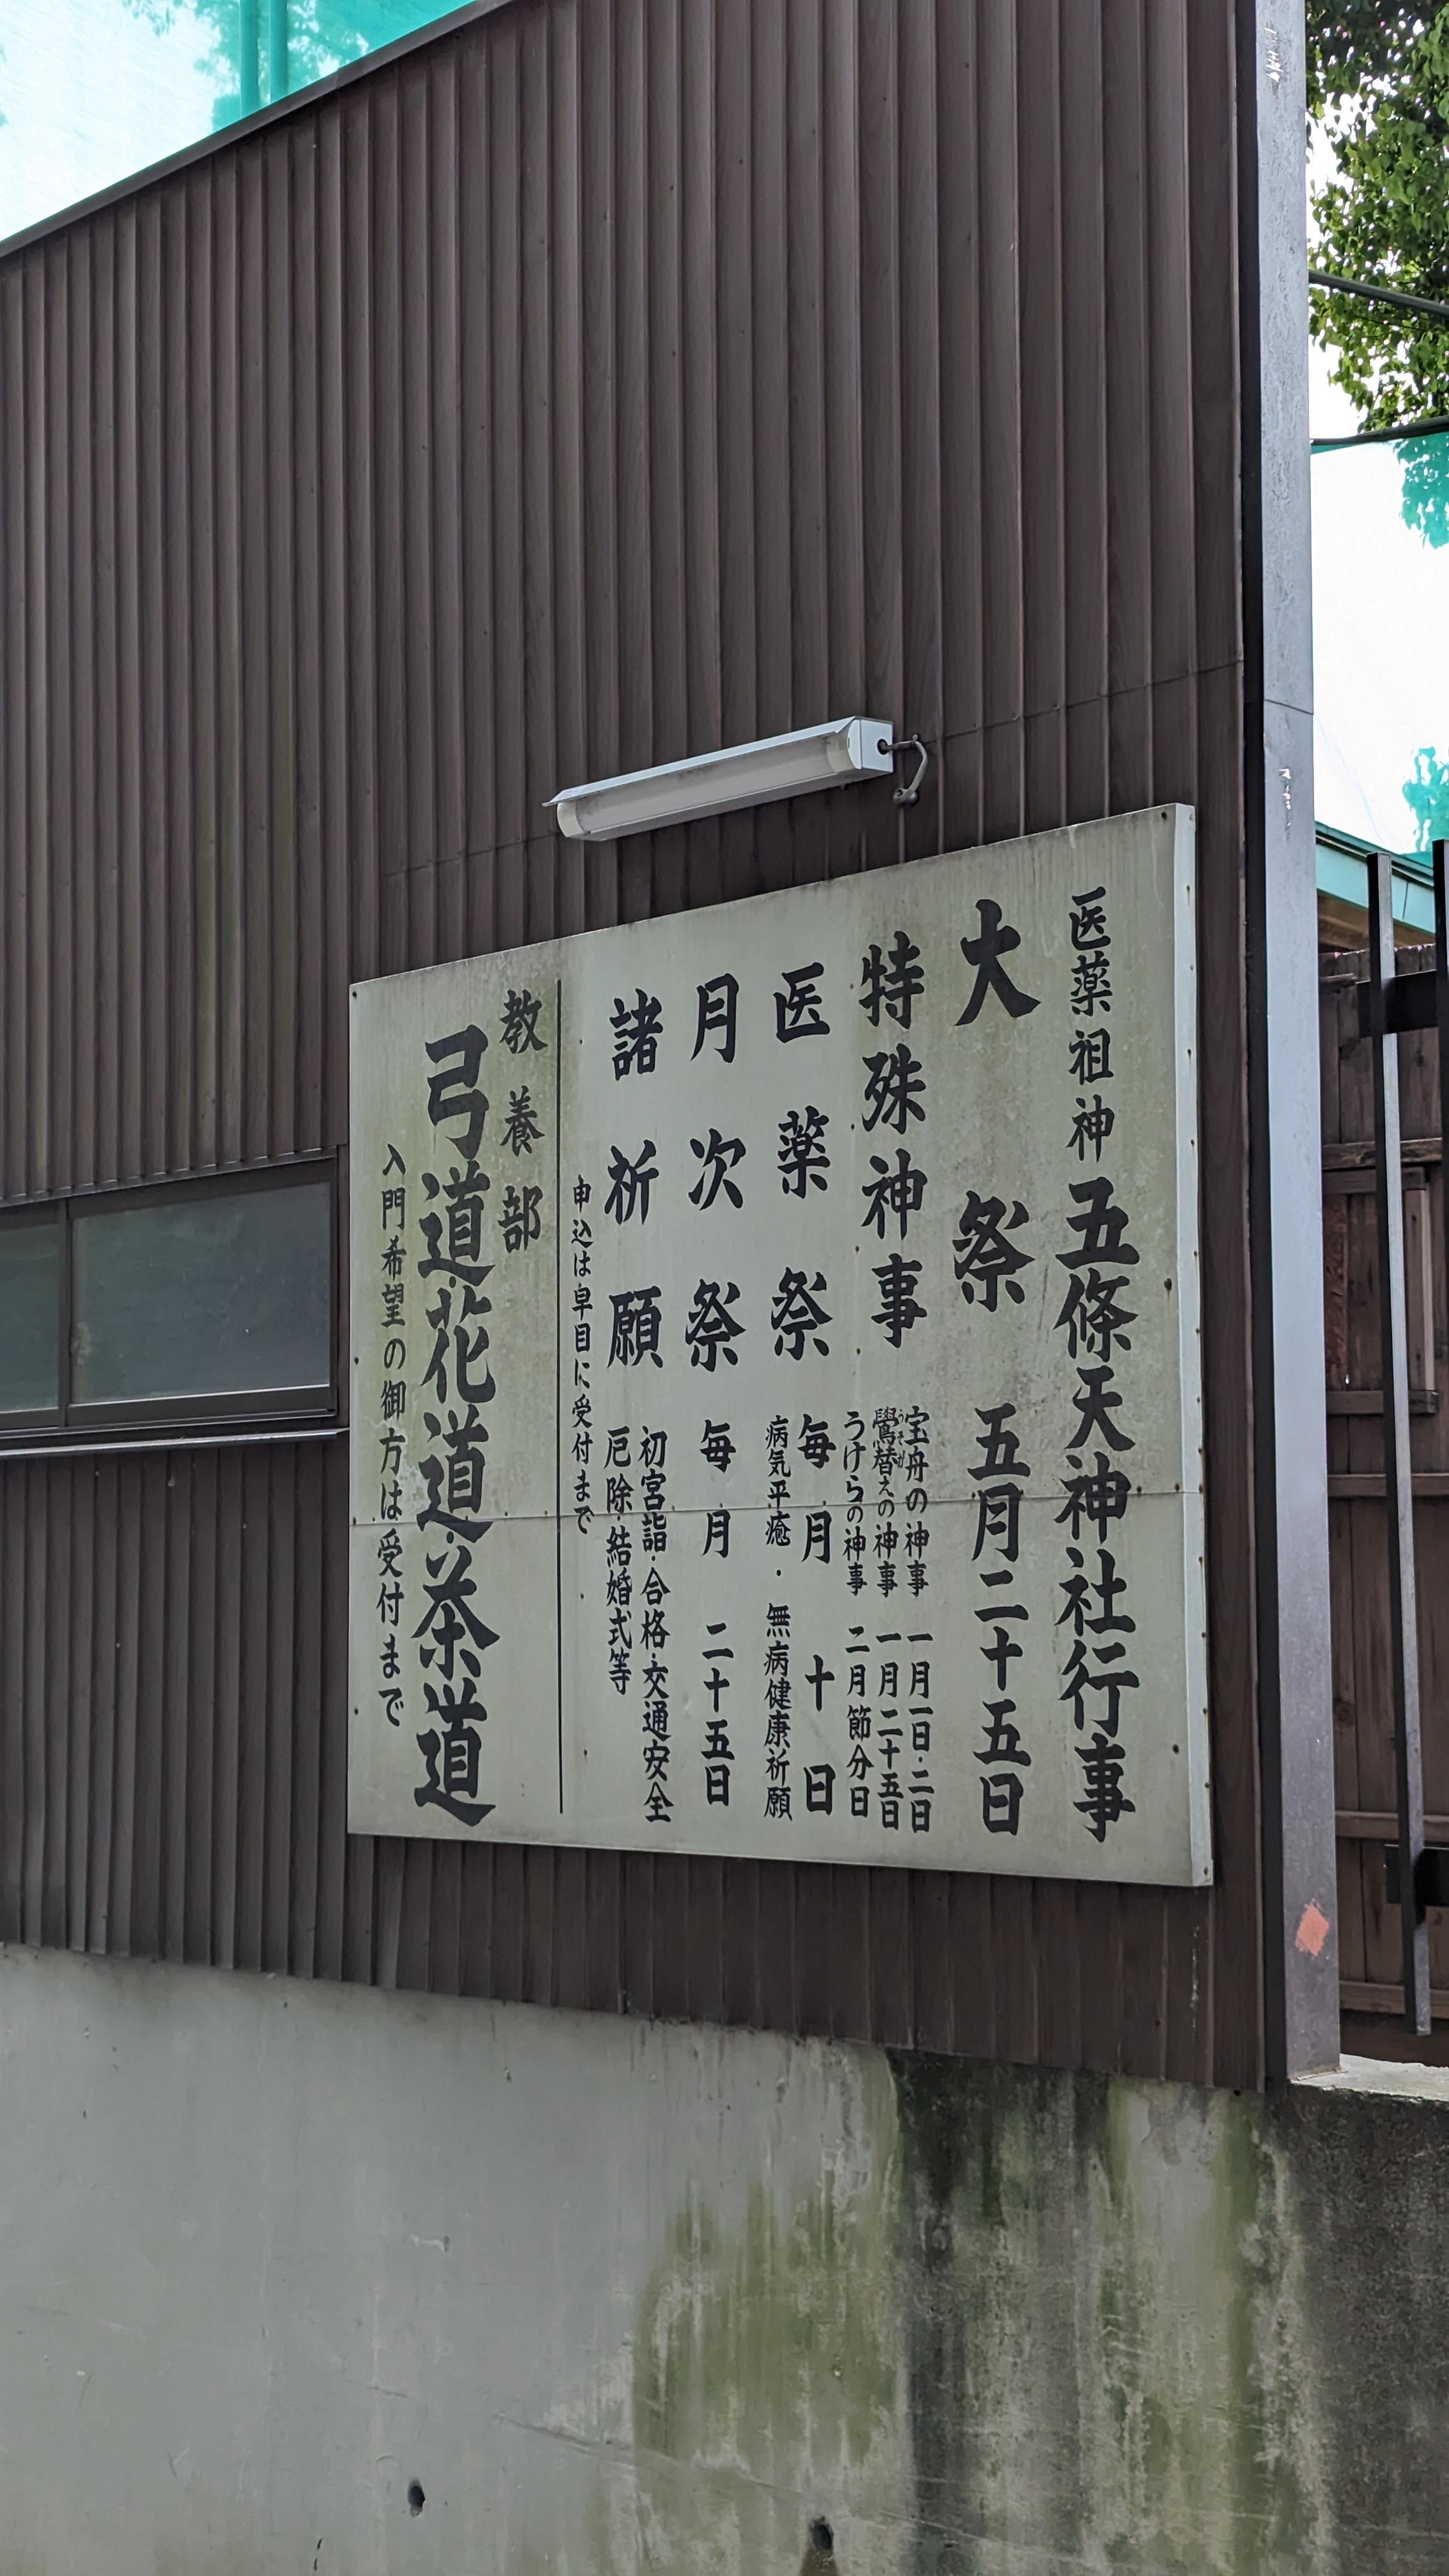 医薬祖神 五條天神社行事
大祭 五月二十五日
特殊神事
宝舟の神事 一月一日・二日
鷽替えの神事 一月二十五日
うそか
うけらの神事 二月節分日
医薬祭 毎月十日
病気平癒・無病健康祈願
月次祭 毎月二十五日
諸祈願
初宮詣・合格・交通安全
厄除・結婚式等
申込は早目に受付まで
教養部
弓道・花道・茶道
入門希望の御方は受付まで